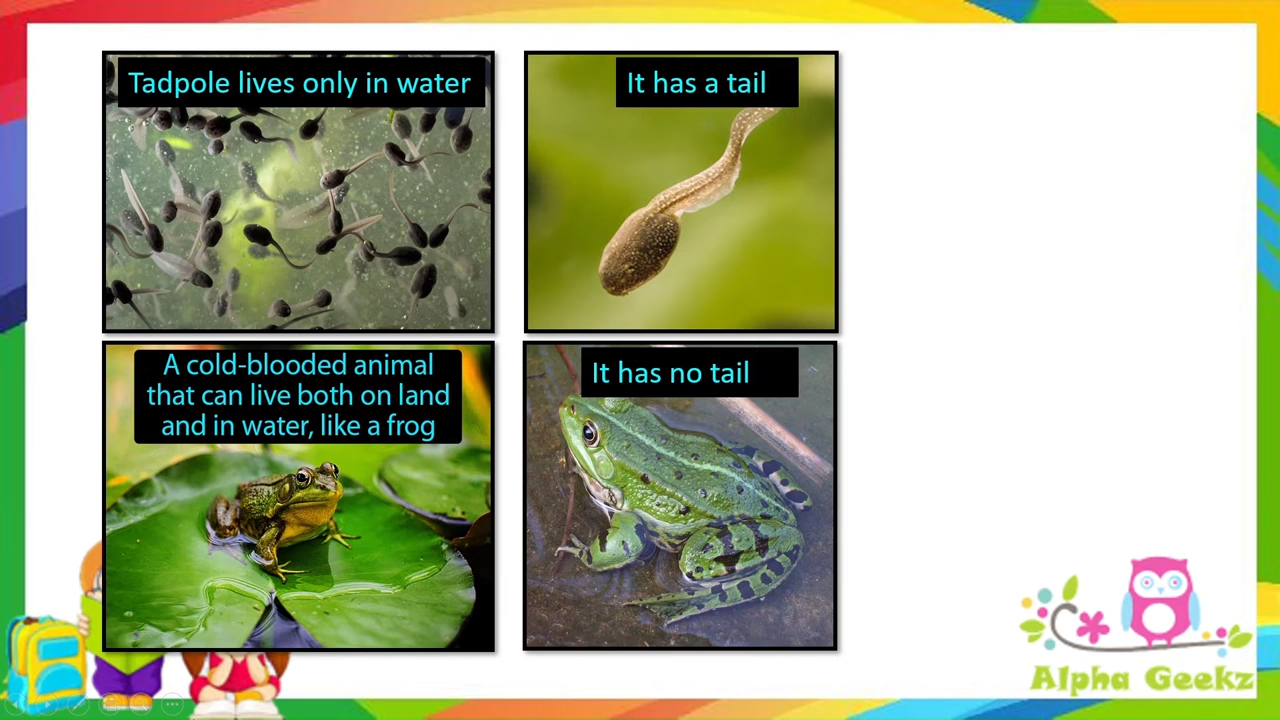 Tadpole lives only in water
It has a tail
A cold-blooded animal
that can live both on land
and in water, like a frog
It has no tail
Alpha Geekz